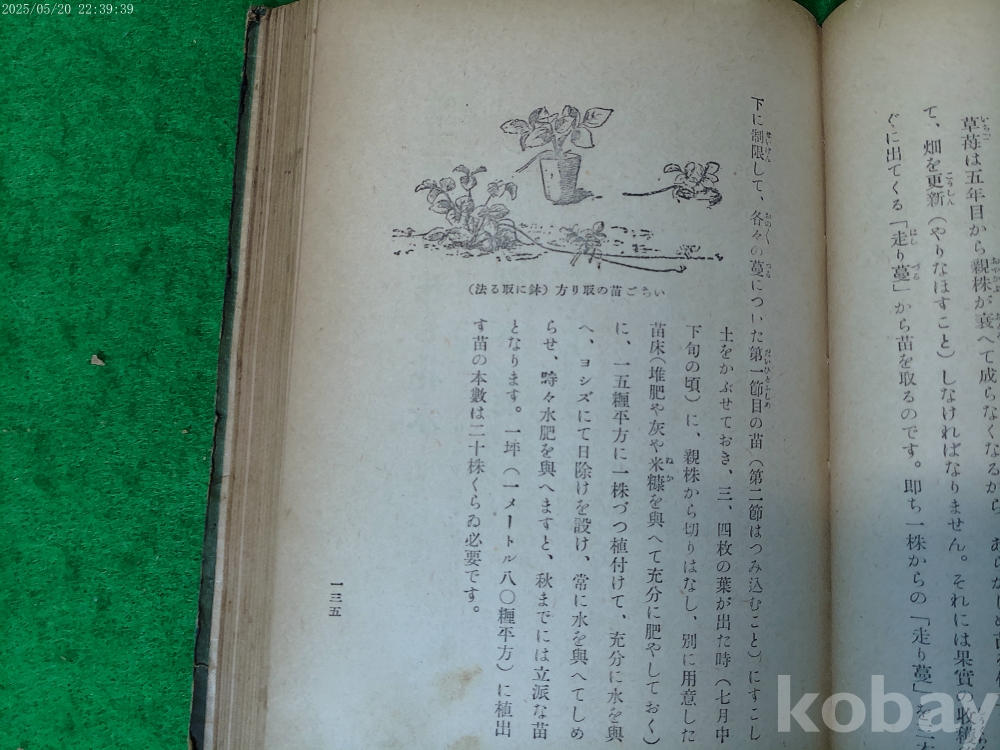 2025/05/20 22:39:39
草苺は五年目から親株が衰へて成らなくなるから、
て、畑を更新（やりなほすこと）しなければなりません。それには果實の收穫
ぐに出てくる「走り蔓」から苗を取るのです。卽ち一株からの「走り蔓」を二
下に制限して、各々の蔓についた第一節目の苗（第二節はつみ込むこと）にすこし
土をかぶせておき、三、四枚の葉が出た時（七月中
下旬の頃）に、親株から切りはなし、別に用意した
苗床（堆肥や灰や米糠を與へて充分に肥やしておく）
に、一五糎平方に一株づつ植付けて、充分に水を與
へ、ヨシズにて日除けを設け、常に水を與へてしめ
らせ、時々水肥を與へますと、秋までには立派な苗
となります。一坪（一メートル八〇糎平方）に植出
す苗の本數は二十株くらゐ必要です。
（法る取に鉢）方り取の苗ごちい
一三五
kobay